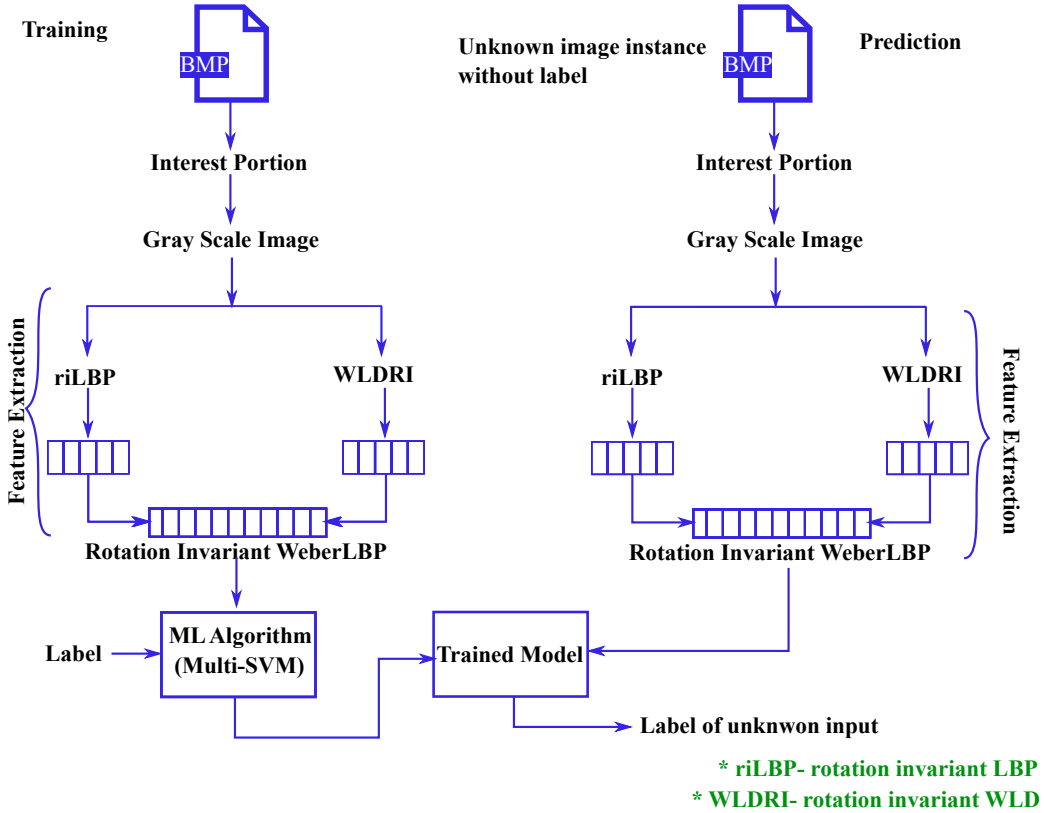 Training
BMP
Interest Portion
Gray Scale Image
Feature Extraction
riLBP
WLDRI
Rotation Invariant WeberLBP
Label
ML Algorithm
(Multi-SVM)
Unknown image instance
without label
BMP
Prediction
Interest Portion
Gray Scale Image
riLBP
WLDRI
Feature Extraction
Rotation Invariant WeberLBP
Trained Model
Label of unknwon input
* riLBP- rotation invariant LBP
* WLDRI- rotation invariant WLD